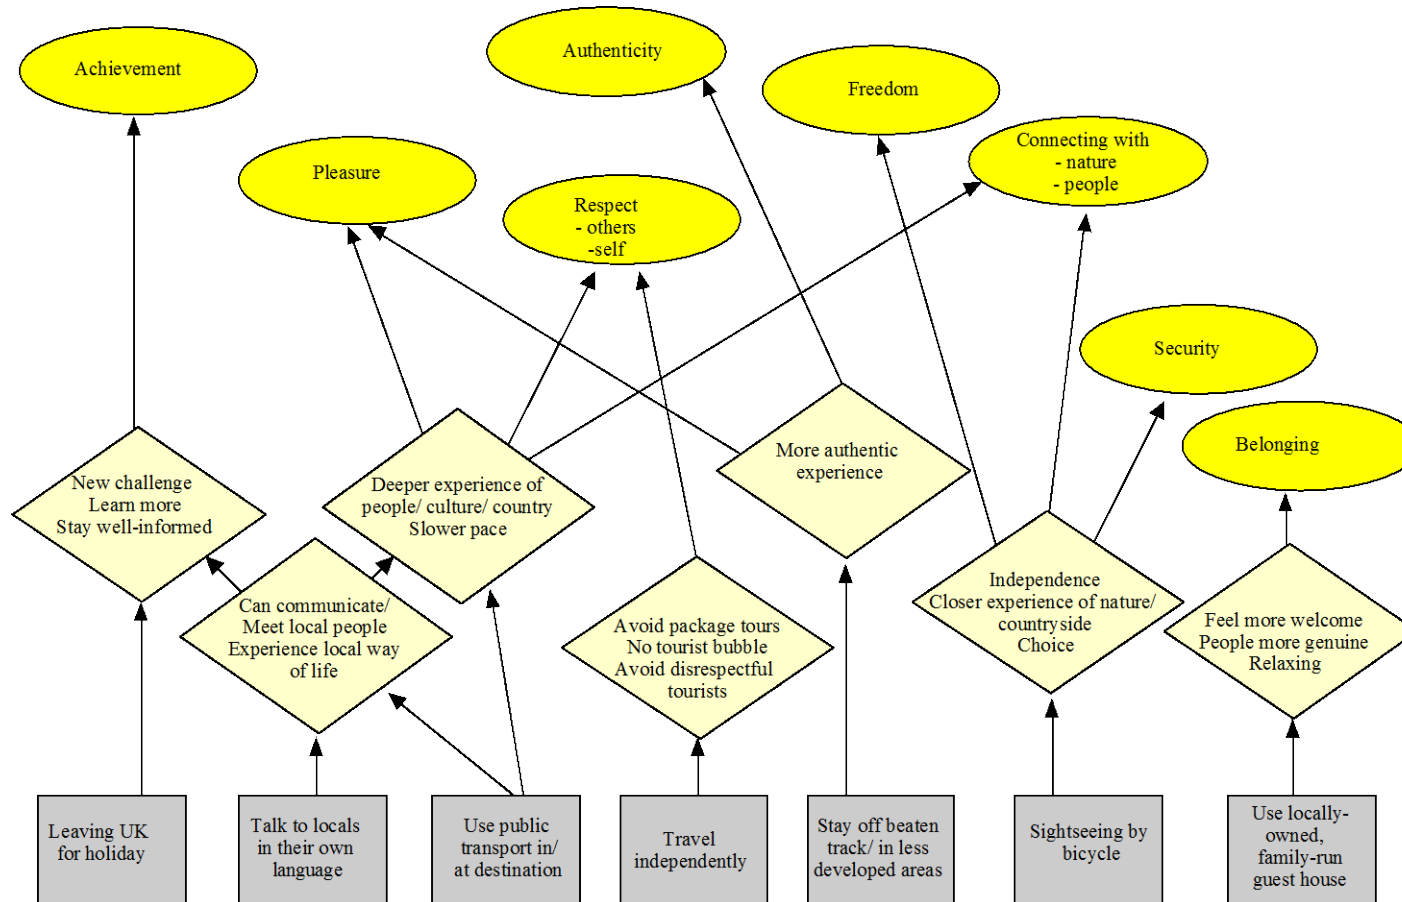 Achievement
Authenticity
Freedom
Connecting with
- nature
- people
Pleasure
Respect
- others
-self
Security
Belonging
New challenge
Learn more
Stay well-informed
Deeper experience of
people/ culture/ country
Slower pace
More authentic
experience
Can communicate/
Meet local people
Experience local way
of life
Avoid package tours
No tourist bubble
Avoid disrespectful
tourists
Independence
Closer experience of nature/
countryside
Choice
Feel more welcome
People more genuine
Relaxing
Leaving UK
for holiday
Talk to locals
in their own
language
Use public
transport in/
at destination
Travel
independently
Stay off beaten
track/ in less
developed areas
Sightseeing by
bicycle
Use locally-
owned,
family-run
guest house